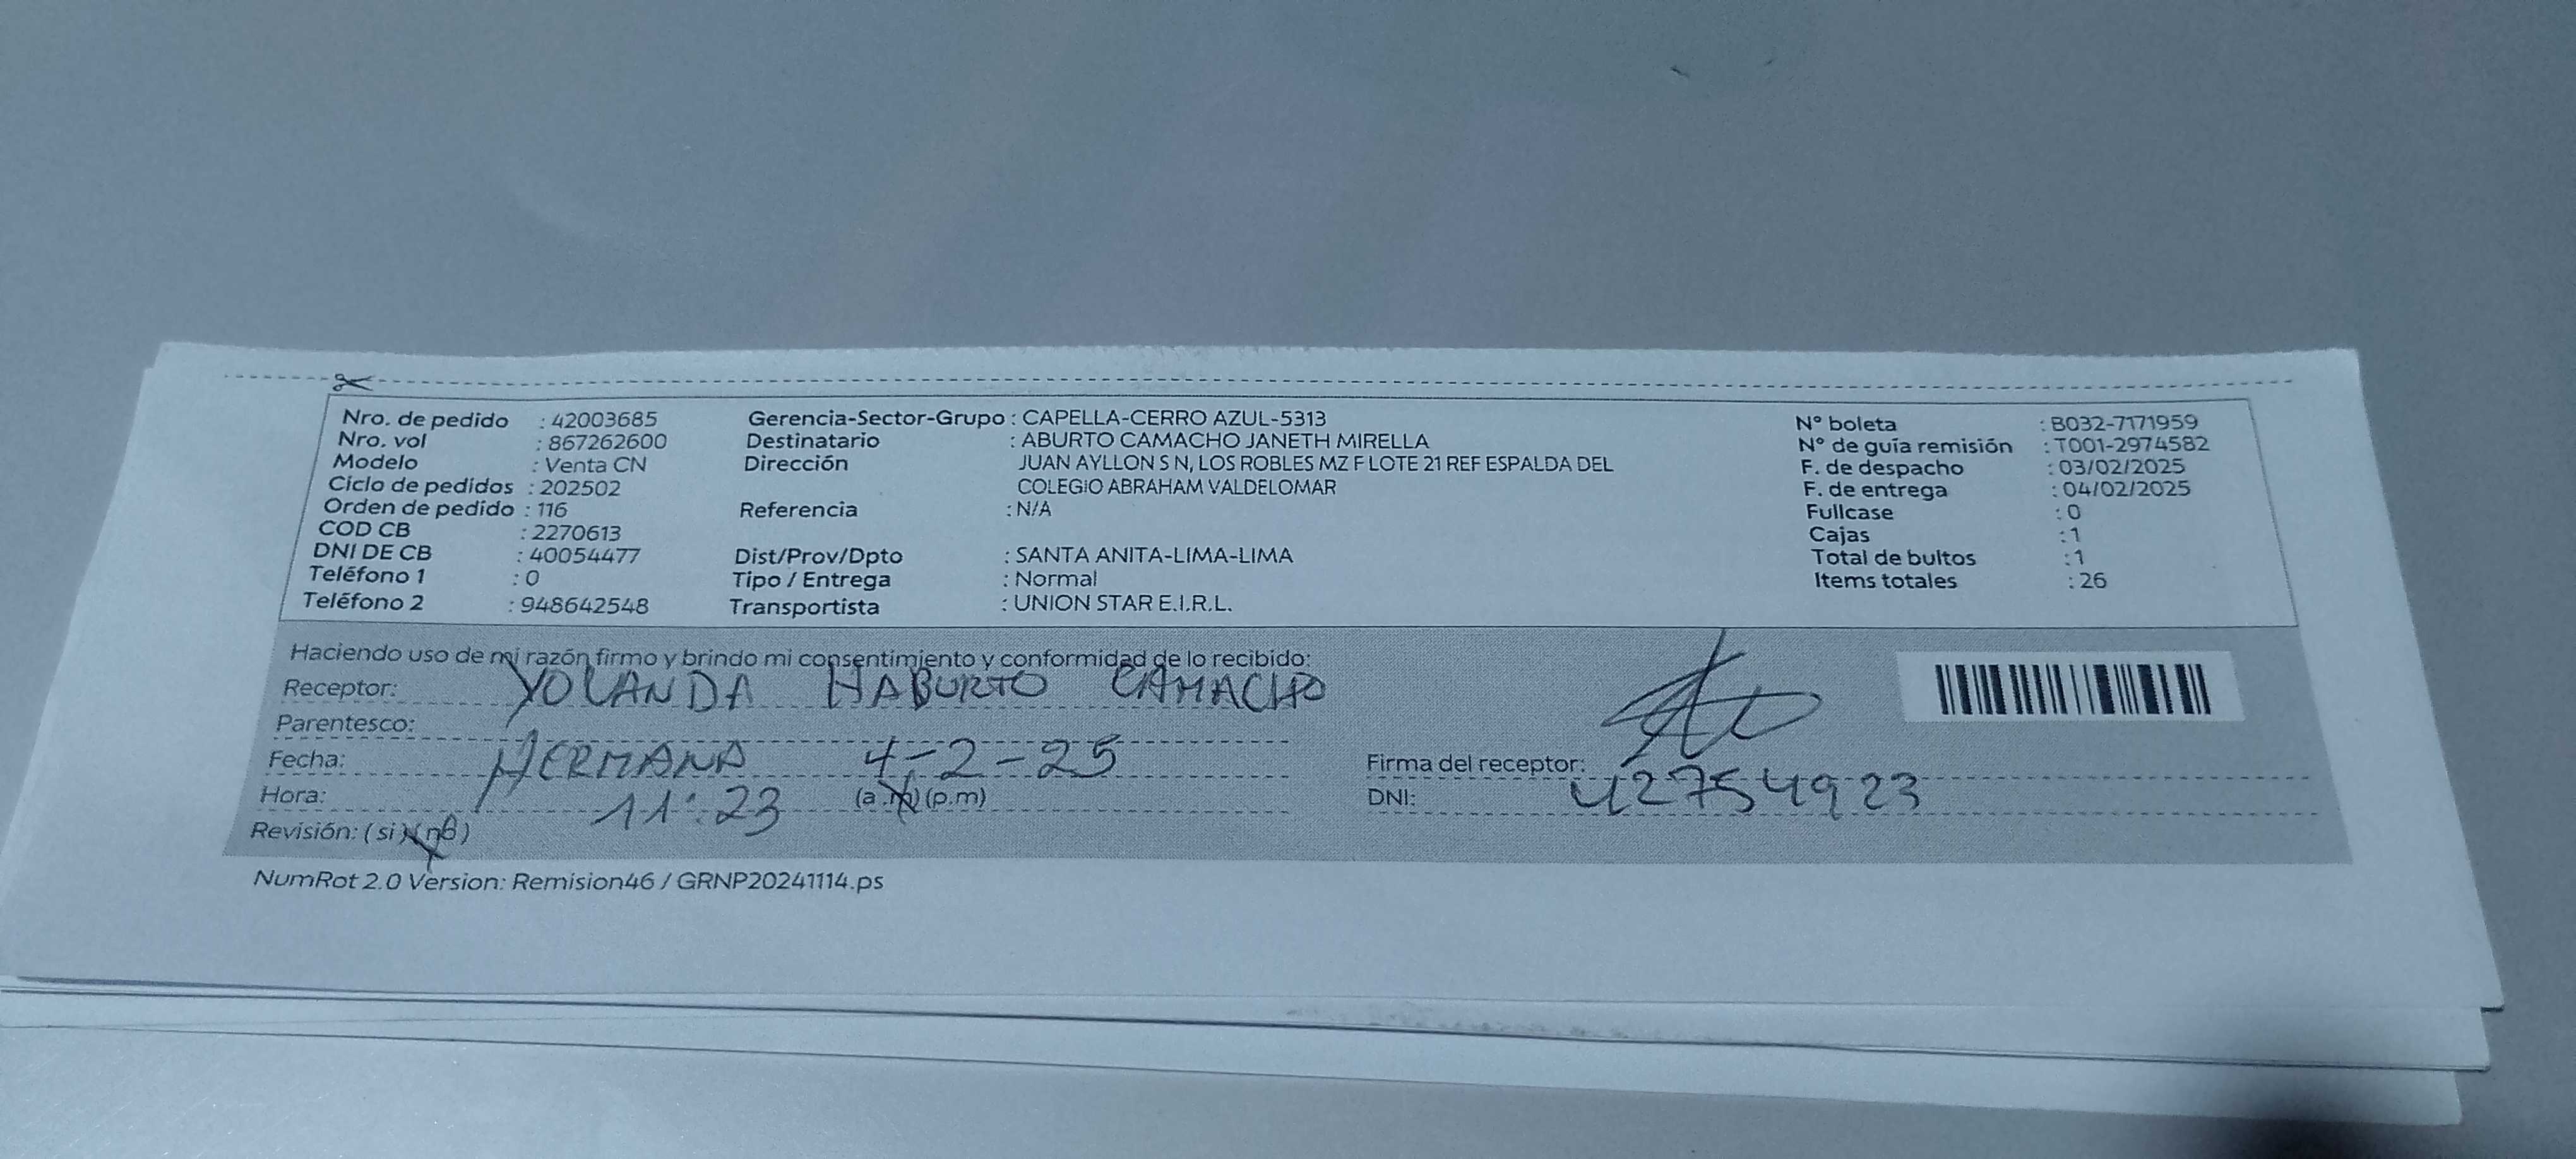 Nro. de pedido : 42003685
Nro. vol : 867262600
Modelo : Venta CN
Ciclo de pedidos : 202502
Orden de pedido : 116
COD CB : 2270613
DNI DE CB : 40054477
Teléfono 1 : 0
Teléfono 2 : 948642548
Gerencia-Sector-Grupo : CAPELLA-CERRO AZUL-5313
Destinatario : ABURTO CAMACHO JANETH MIRELLA
Dirección JUAN AYLLON S N, LOS ROBLES MZ F LOTE 21 REF ESPALDA DEL
COLEGIO ABRAHAM VALDELOMAR
Referencia : N/A
Dist/Prov/Dpto : SANTA ANITA-LIMA-LIMA
Tipo / Entrega : Normal
Transportista : UNION STAR E.I.R.L.
N° boleta : B032-7171959
N° de guía remisión : T001-2974582
F. de despacho : 03/02/2025
F. de entrega : 04/02/2025
Fullcase : 0
Cajas : 1
Total de bultos : 1
Items totales : 26
Haciendo uso de mi razón firmo y brindo mi consentimiento y conformidad de lo recibido:
Receptor: YOLANDA HABURTO CAMACHO
Parentesco:
Fecha: HERMANA 4-2-25
Hora: 11:23 (a.m) (p.m)
Revisión: (si) (no)
Firma del receptor:
DNI: 42754923
NumRot 2.0 Version: Remision46 / GRNP20241114.ps